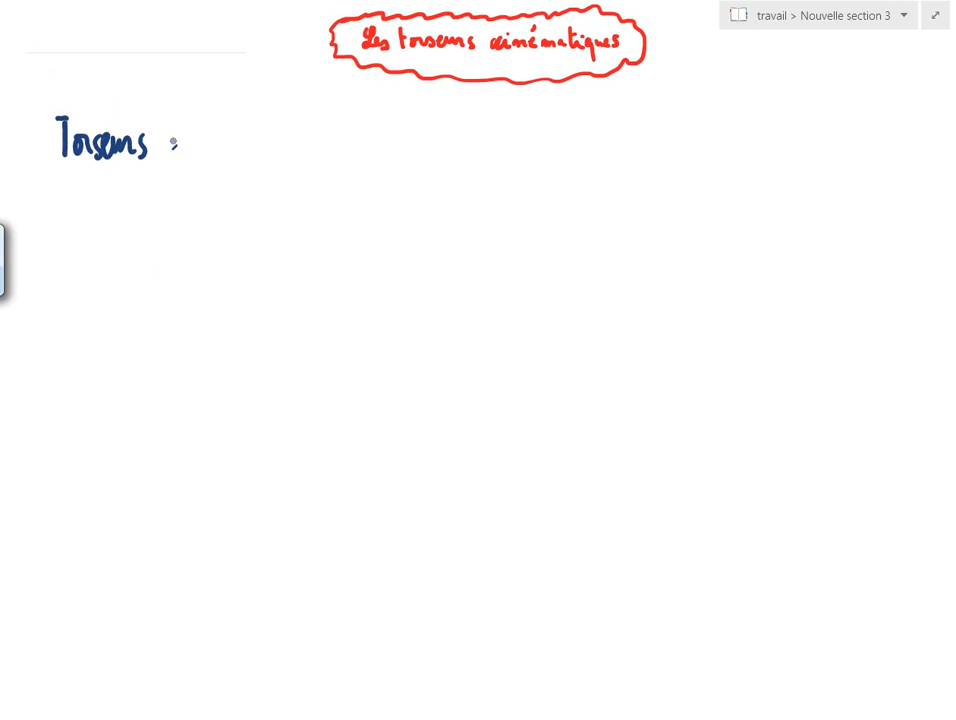 travail > Nouvelle section 3
Les torseurs cinématiques
Torseurs :